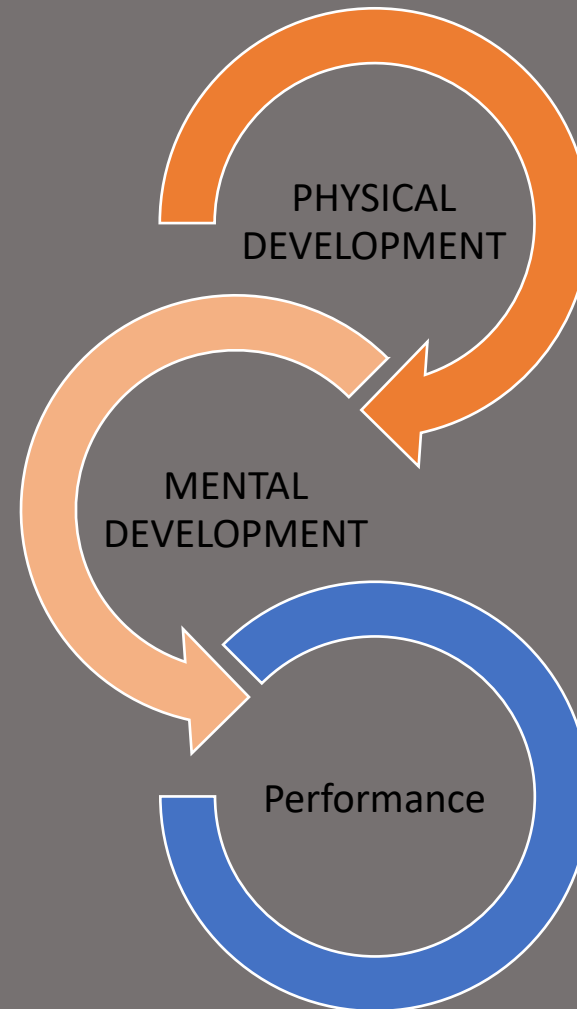 PHYSICAL
DEVELOPMENT
MENTAL
DEVELOPMENT
Performance